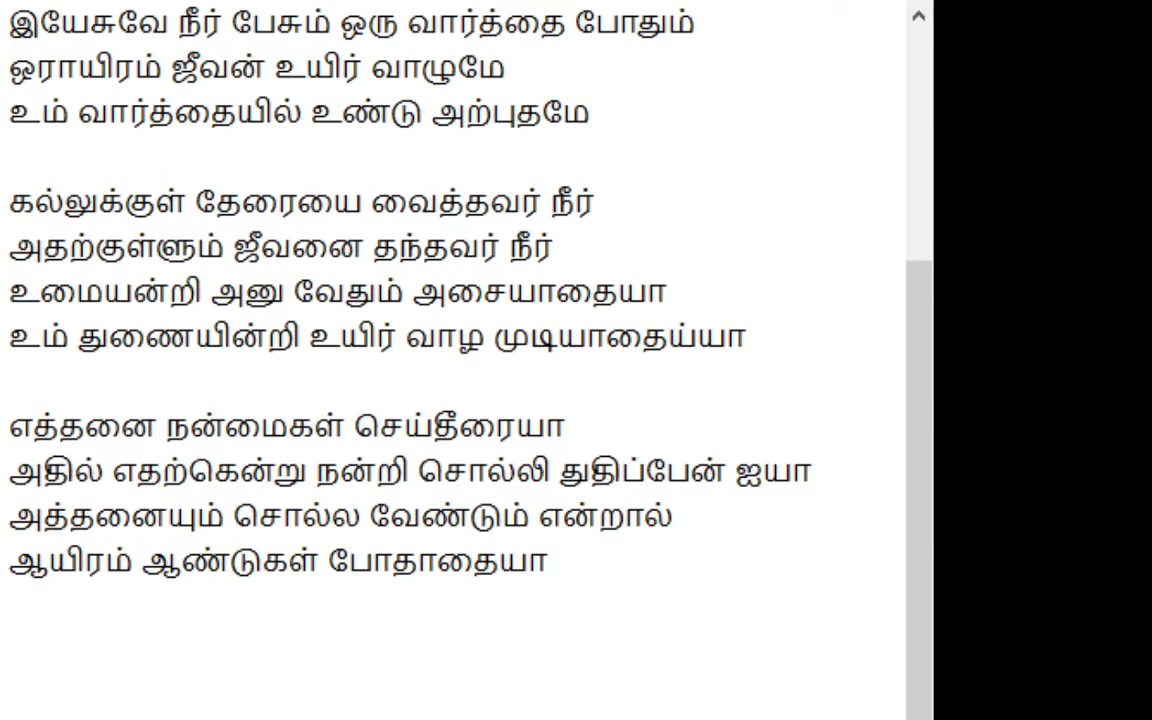 இயேசுவே நீர் பேசும் ஒரு வார்த்தை போதும்
ஒராயிரம் ஜீவன் உயிர் வாழுமே
உம் வார்த்தையில் உண்டு அற்புதமே
கல்லுக்குள் தேரையை வைத்தவர் நீர்
அதற்குள்ளும் ஜீவனை தந்தவர் நீர்
உமையன்றி அனு வேதும் அசையாதையா
உம் துணையின்றி உயிர் வாழ முடியாதைய்யா
எத்தனை நன்மைகள் செய்தீரையா
அதில் எதற்கென்று நன்றி சொல்லி துதிப்பேன் ஐயா
அத்தனையும் சொல்ல வேண்டும் என்றால்
ஆயிரம் ஆண்டுகள் போதாதையா